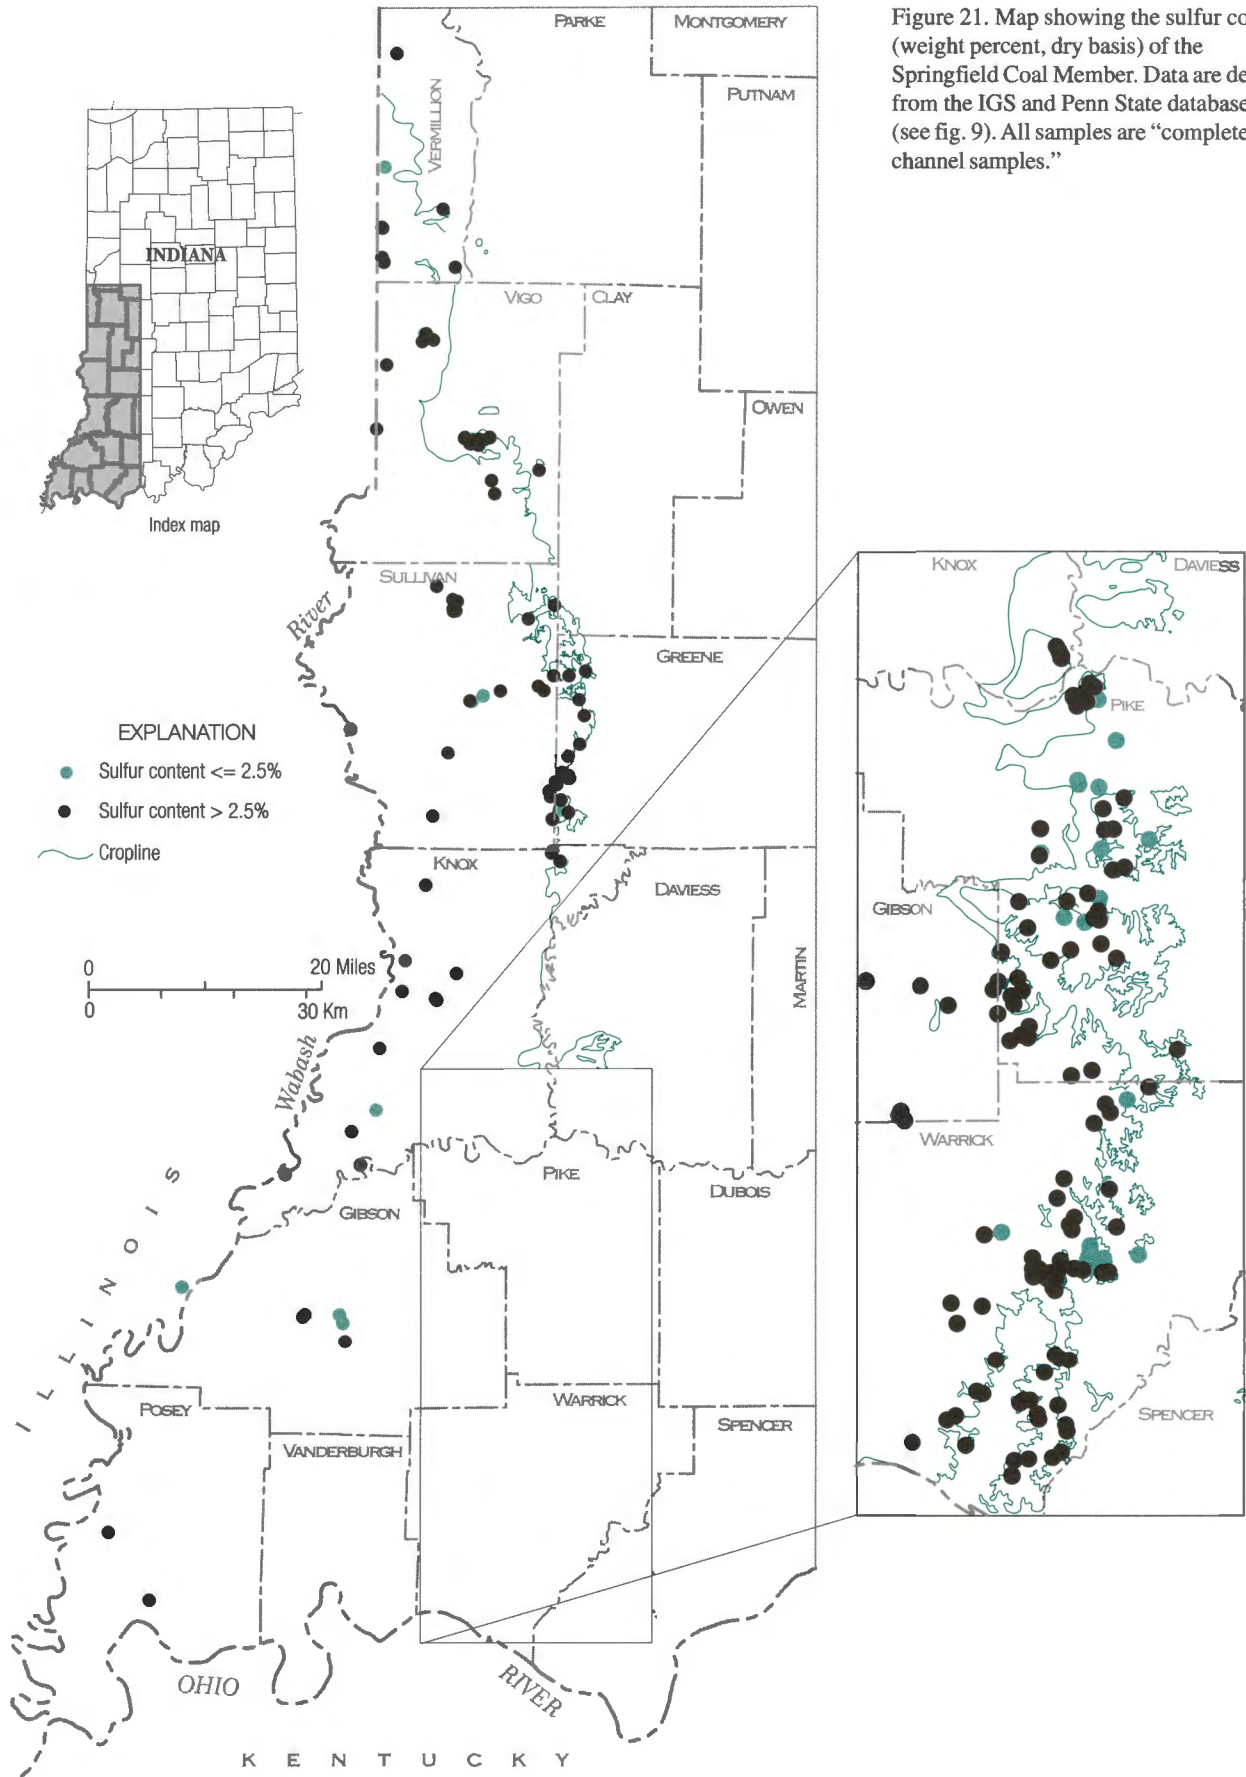 Figure 21. Map showing the sulfur co
(weight percent, dry basis) of the
Springfield Coal Member. Data are de
from the IGS and Penn State database
(see fig. 9). All samples are “complete
channel samples.”
PARKE
MONTGOMERY
PUTNAM
VERMILLION
INDIANA
Index map
VIGO
CLAY
OWEN
SULLIVAN
River
GREENE
EXPLANATION
Sulfur content <= 2.5%
Sulfur content > 2.5%
Cropline
KNOX
DAVIESS
MARTIN
0 20 Miles
0 30 Km
Wabash
PIKE
DUBOIS
GIBSON
ILLINOIS
POSEY
VANDERBURGH
WARRICK
SPENCER
OHIO
RIVER
KENTUCKY
KNOX
DAVIESS
PIKE
GIBSON
WARRICK
SPENCER